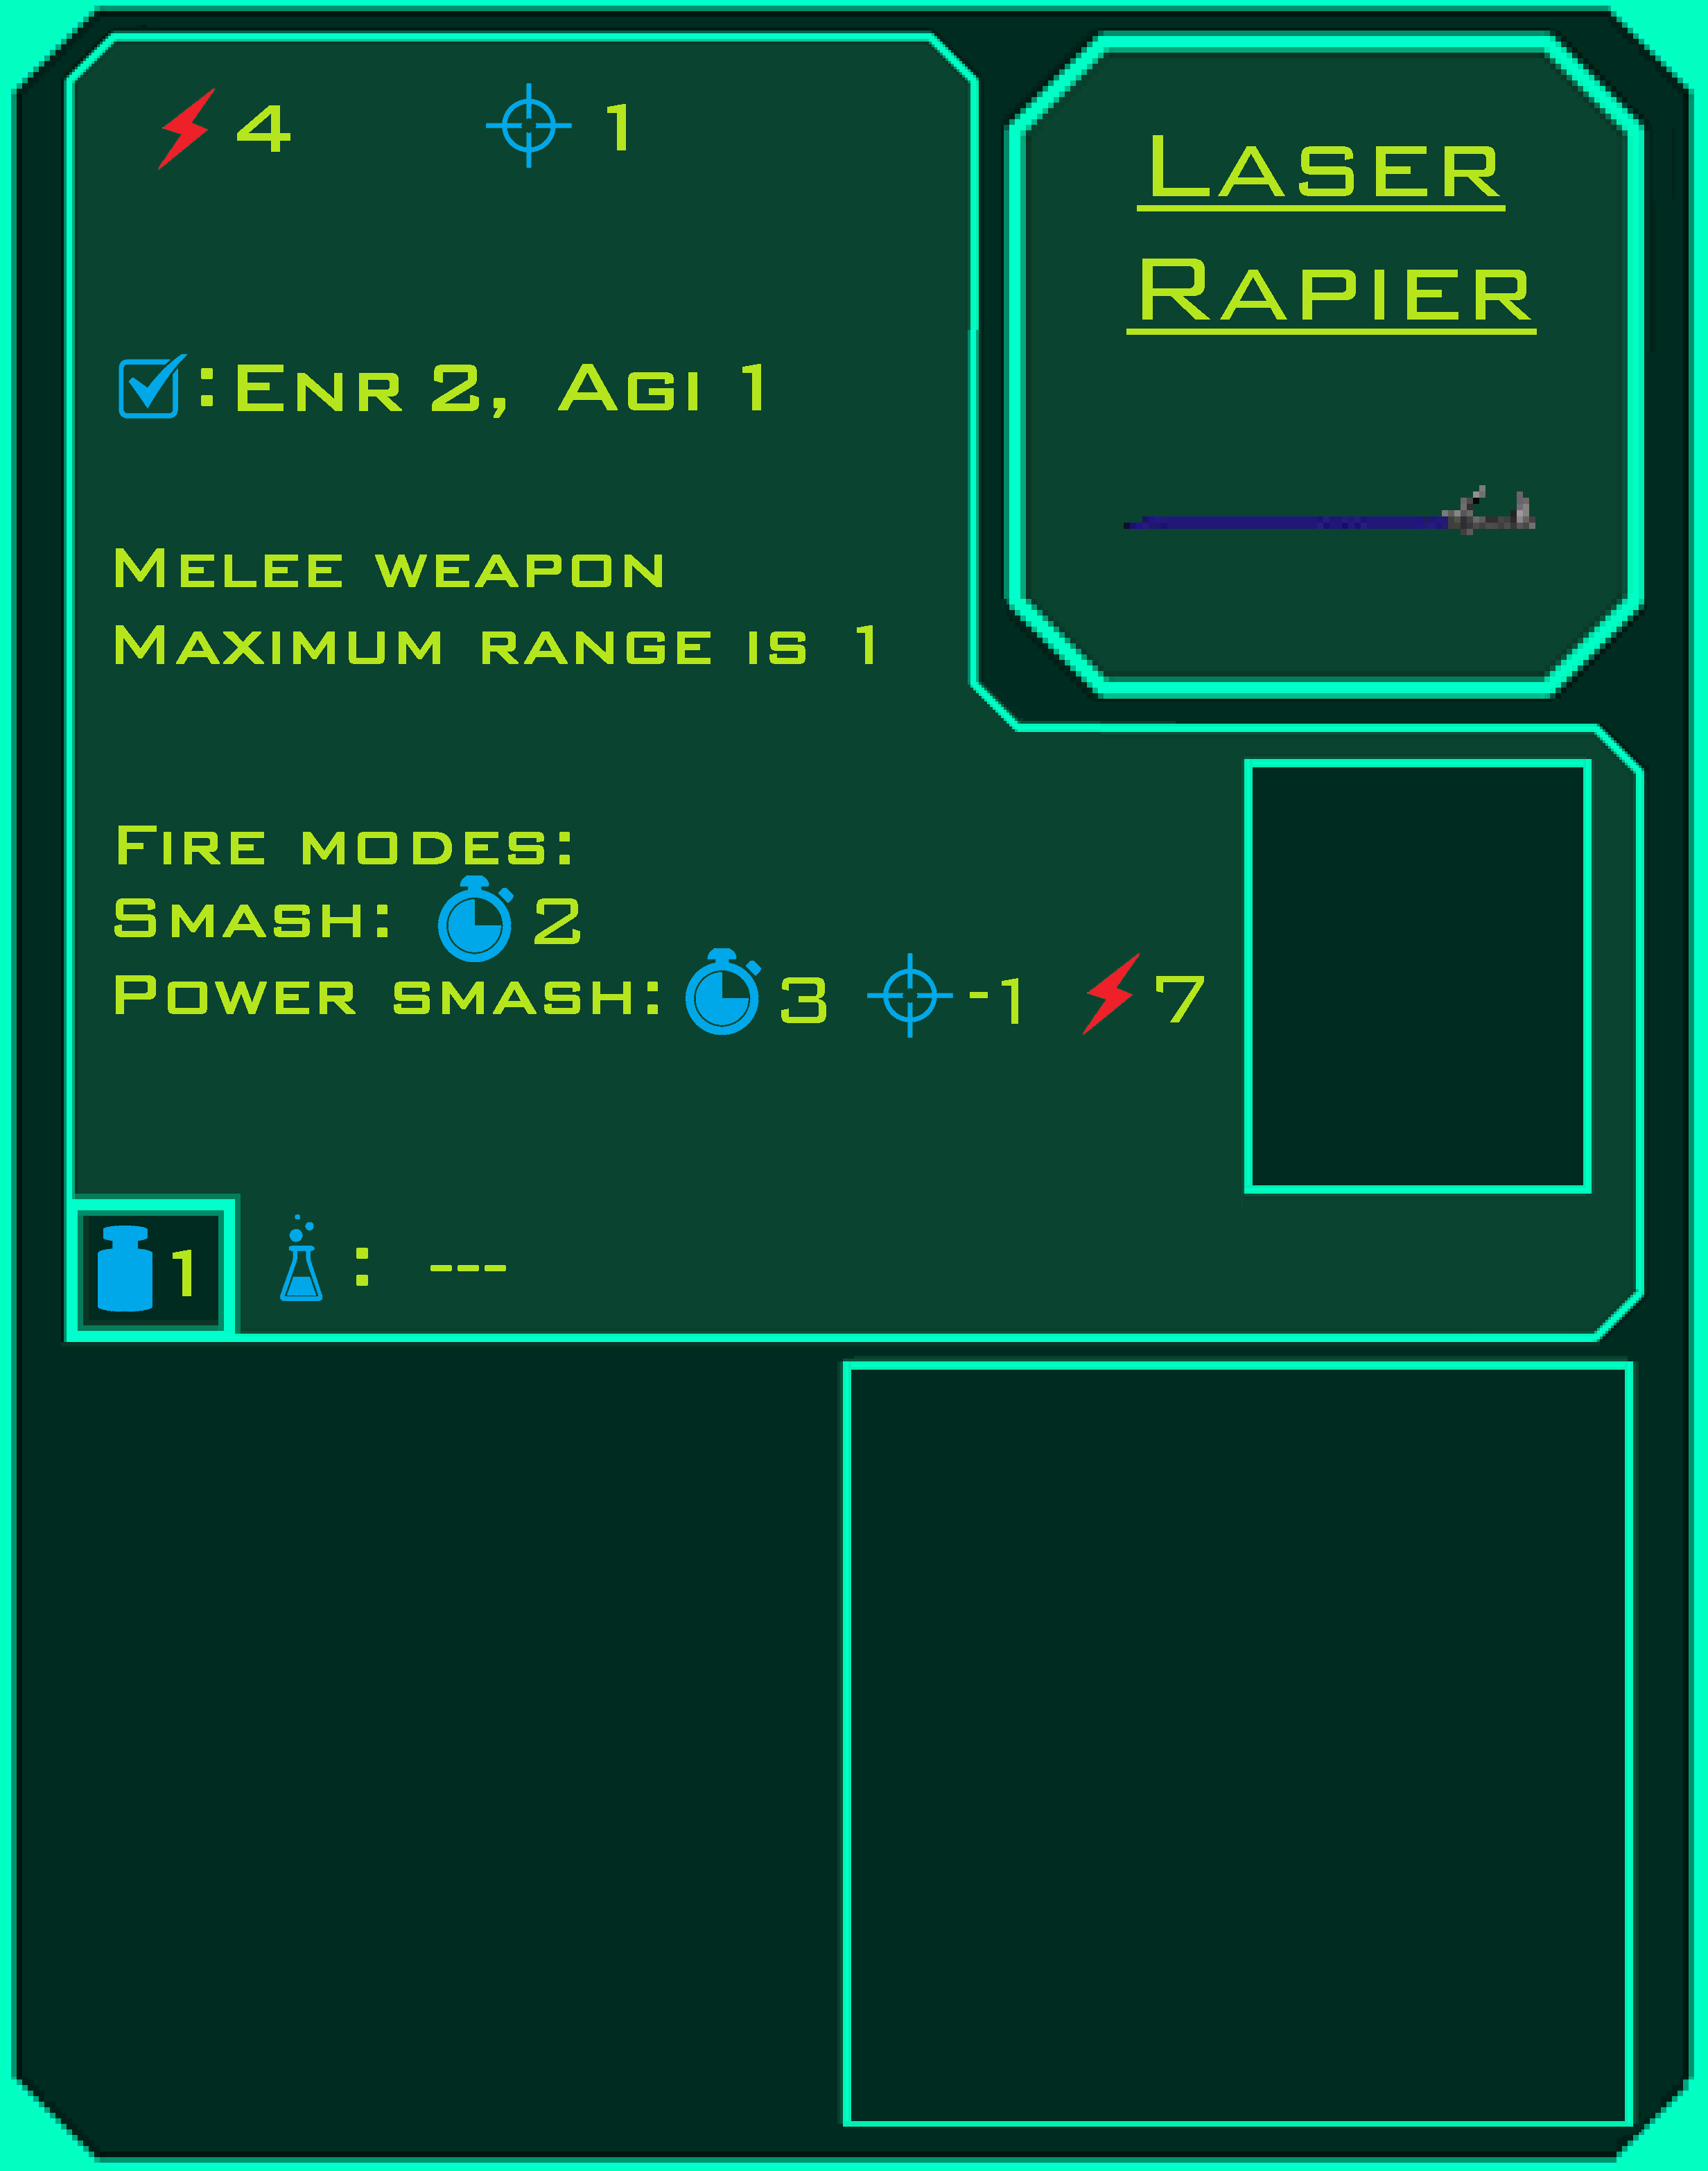 4 1
Laser
Rapier
: Enr 2, Agi 1
Melee weapon
Maximum range is 1
Fire modes:
Smash: 2
Power smash: 3 -1 7
1 : ---